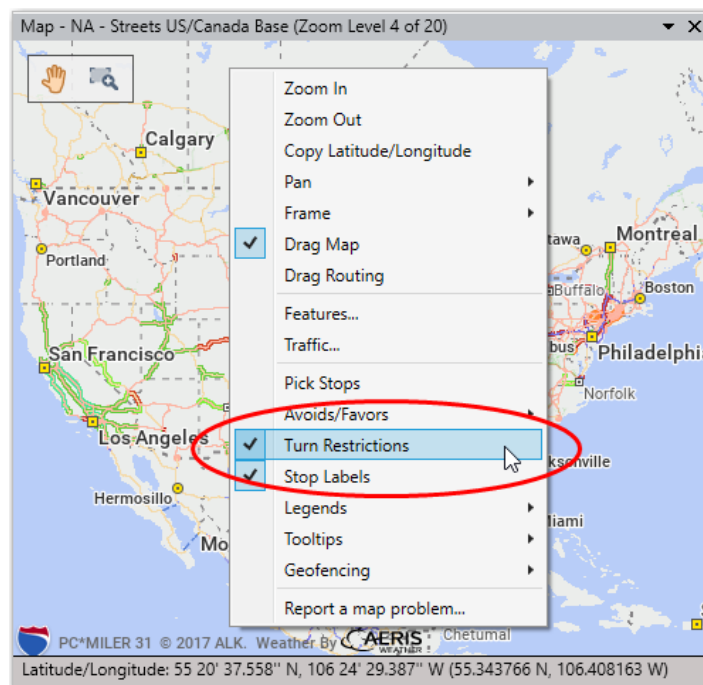 Map - NA - Streets US/Canada Base (Zoom Level 4 of 20)
Calgary
Vancouver
Portland
San Francisco
Los Angeles
Hermosillo
Mo
Zoom In
Zoom Out
Copy Latitude/Longitude
Pan
Frame
Drag Map
Drag Routing
Features...
Traffic...
Pick Stops
Avoids/Favors
Turn Restrictions
Stop Labels
Legends
Tooltips
Geofencing
Report a map problem...
tawa
Montreal
Buffalo
Boston
bus
Philadelphi
Norfolk
ksonville
Miami
Chetumal
PC*MILER 31 © 2017 ALK. Weather By AERIS WEATHER
Latitude/Longitude: 55 20' 37.558'' N, 106 24' 29.387'' W (55.343766 N, 106.408163 W)